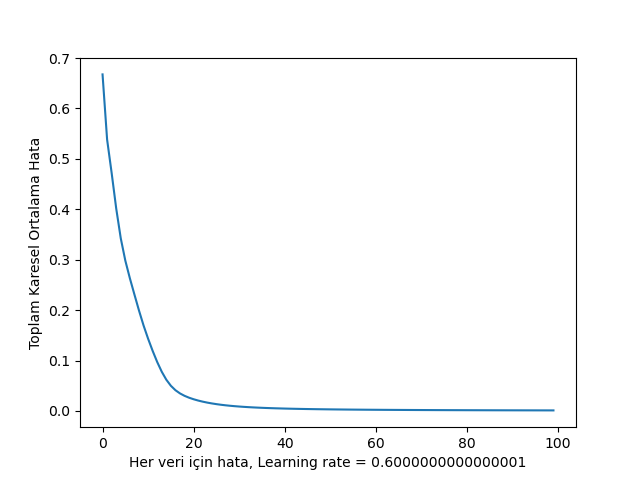 0.7
0.6
0.5
0.4
0.3
0.2
0.1
0.0
Toplam Karesel Ortalama Hata
0 20 40 60 80 100
Her veri için hata, Learning rate = 0.6000000000000001